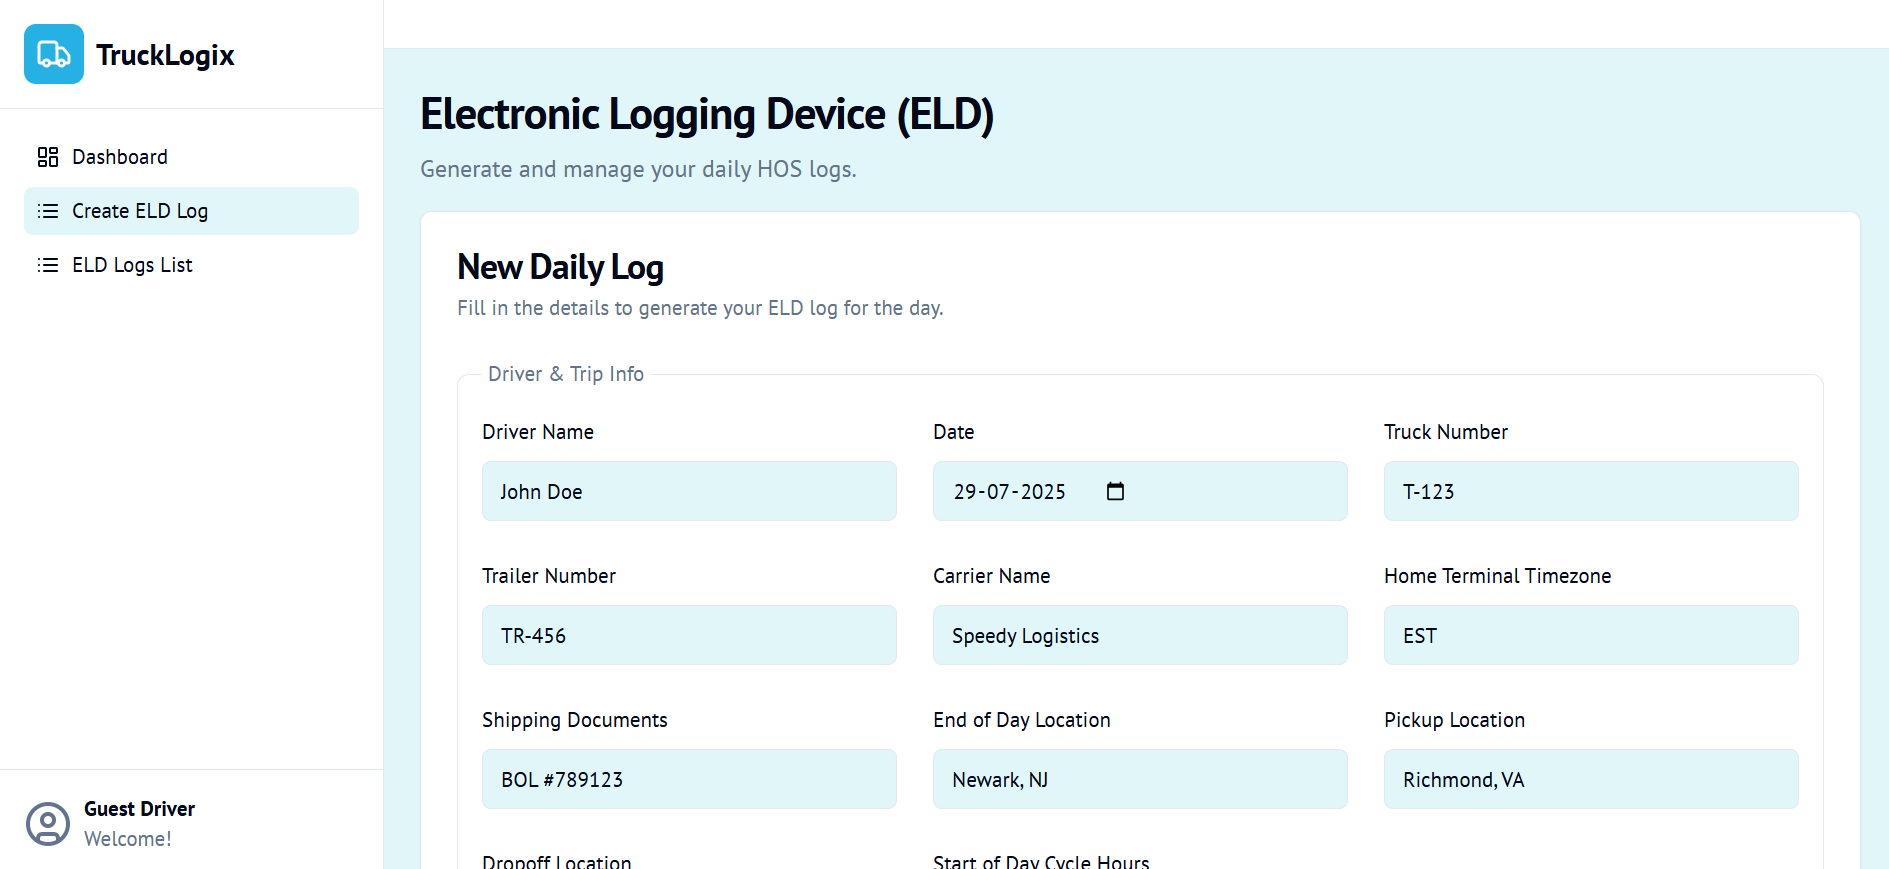 TruckLogix
Dashboard
Create ELD Log
ELD Logs List
Guest Driver
Welcome!
Electronic Logging Device (ELD)
Generate and manage your daily HOS logs.
New Daily Log
Fill in the details to generate your ELD log for the day.
Driver & Trip Info
Driver Name
John Doe
Date
29-07-2025
Truck Number
T-123
Trailer Number
TR-456
Carrier Name
Speedy Logistics
Home Terminal Timezone
EST
Shipping Documents
BOL #789123
End of Day Location
Newark, NJ
Pickup Location
Richmond, VA
Dropoff Location
Start of Day Cycle Hours